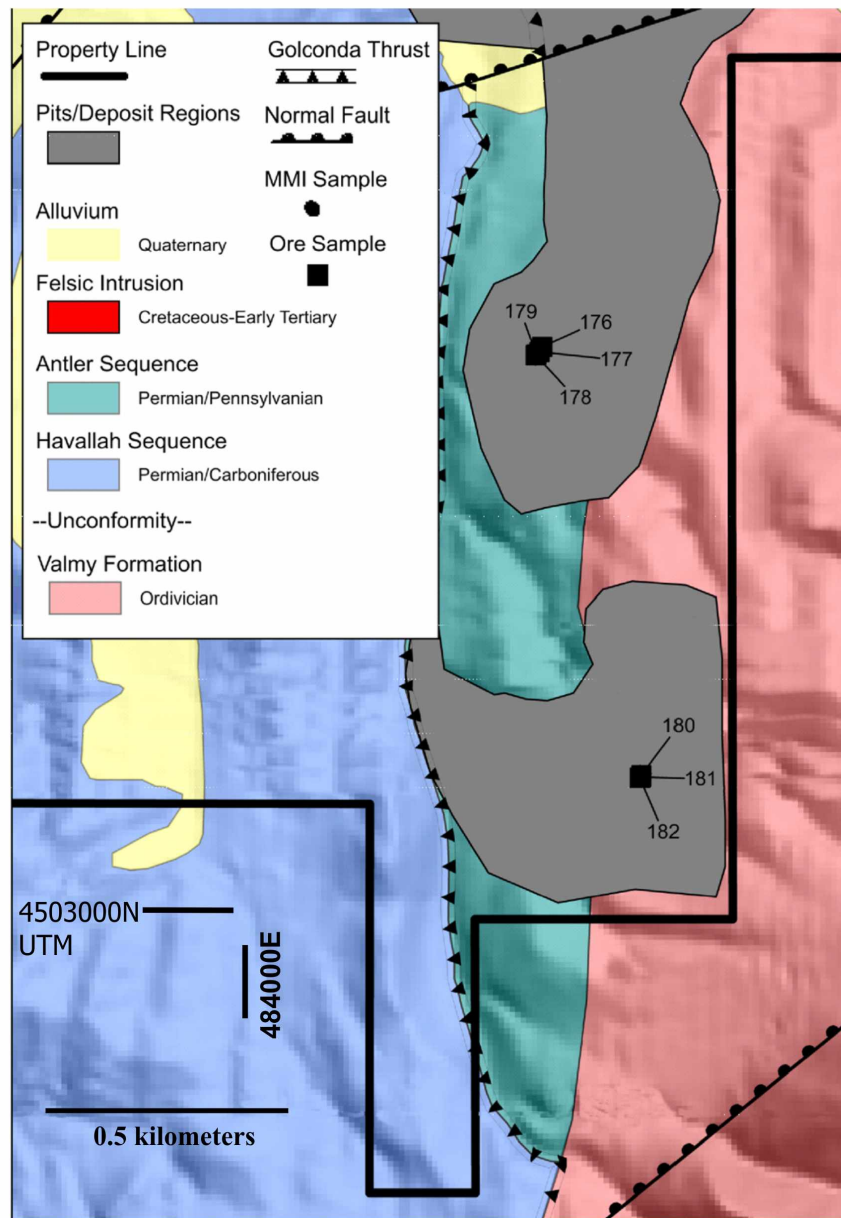 Property Line
Golconda Thrust
Pits/Deposit Regions
Normal Fault
MMI Sample
Alluvium
Quaternary
Ore Sample
Felsic Intrusion
Cretaceous-Early Tertiary
Antler Sequence
Permian/Pennsylvanian
Havallah Sequence
Permian/Carboniferous
--Unconformity--
Valmy Formation
Ordivician
179
176
177
178
180
181
182
4503000N
UTM
484000E
0.5 kilometers